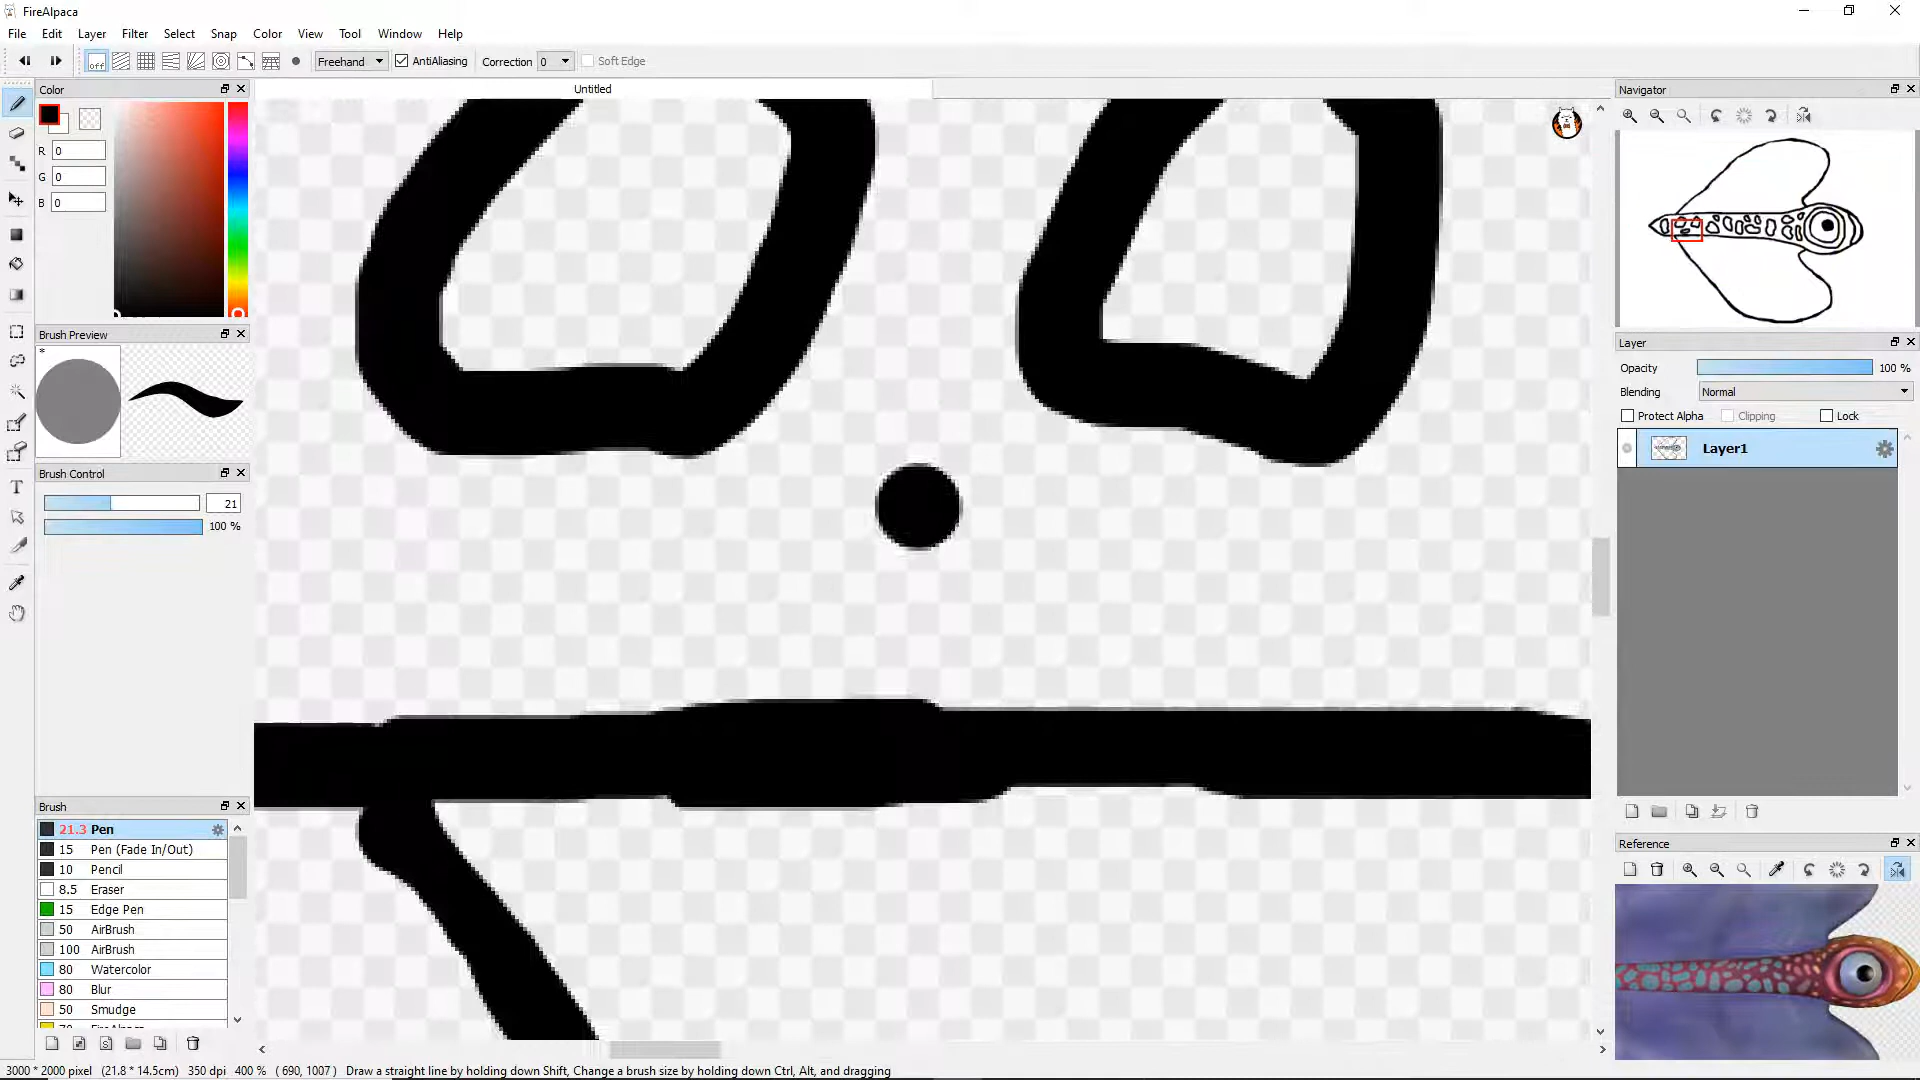 FireAlpaca
File Edit Layer Filter Select Snap Color View Tool Window Help
off Freehand AntiAliasing Correction 0 Soft Edge
Color
Untitled
Navigator
R 0
G 0
B 0
Brush Preview
*
Layer
Opacity 100 %
Blending Normal
Protect Alpha Clipping Lock
Layer1
Brush Control
21
100 %
Brush
21.3 Pen
15 Pen (Fade In/Out)
10 Pencil
8.5 Eraser
15 Edge Pen
50 AirBrush
100 AirBrush
80 Watercolor
80 Blur
50 Smudge
Reference
3000 * 2000 pixel (21.8 * 14.5cm) 350 dpi 400 % ( 690, 1007 ) Draw a straight line by holding down Shift, Change a brush size by holding down Ctrl, Alt, and dragging